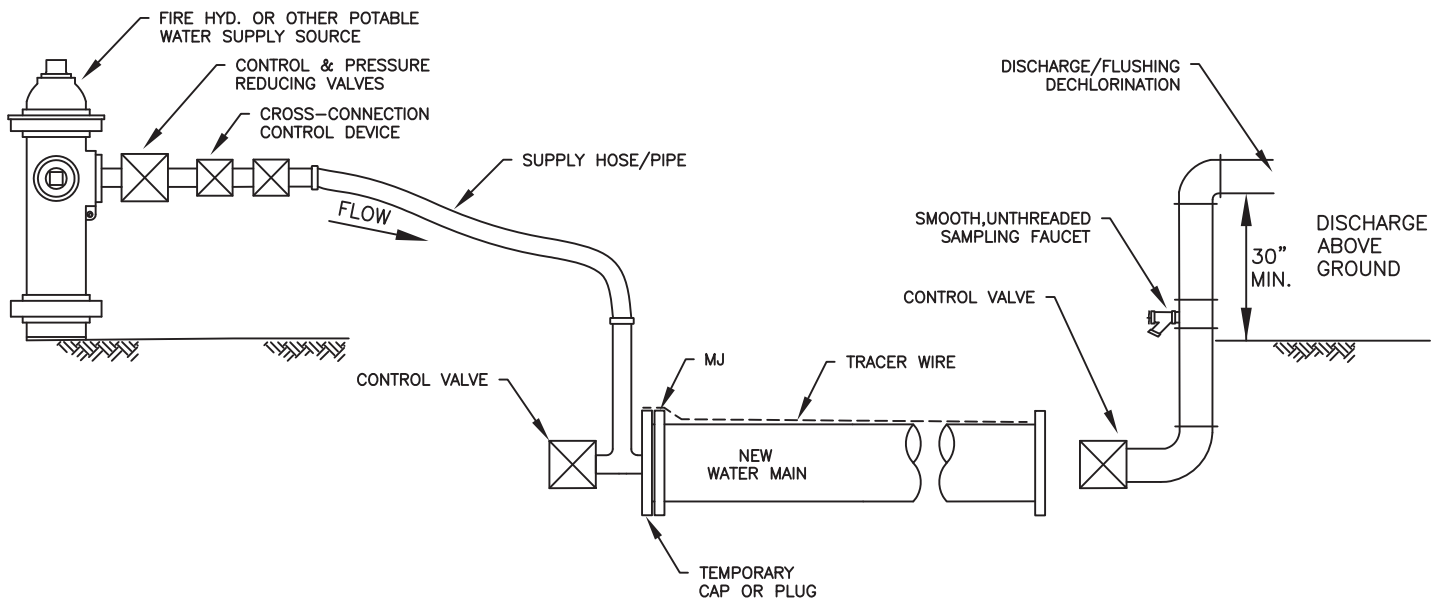 FIRE HYD. OR OTHER POTABLE
WATER SUPPLY SOURCE
CONTROL & PRESSURE
REDUCING VALVES
CROSS-CONNECTION
CONTROL DEVICE
SUPPLY HOSE/PIPE
FLOW
DISCHARGE/FLUSHING
DECHLORINATION
SMOOTH,UNTHREADED
SAMPLING FAUCET
30”
MIN.
DISCHARGE
ABOVE
GROUND
CONTROL VALVE
MJ
TRACER WIRE
CONTROL VALVE
NEW
WATER MAIN
TEMPORARY
CAP OR PLUG